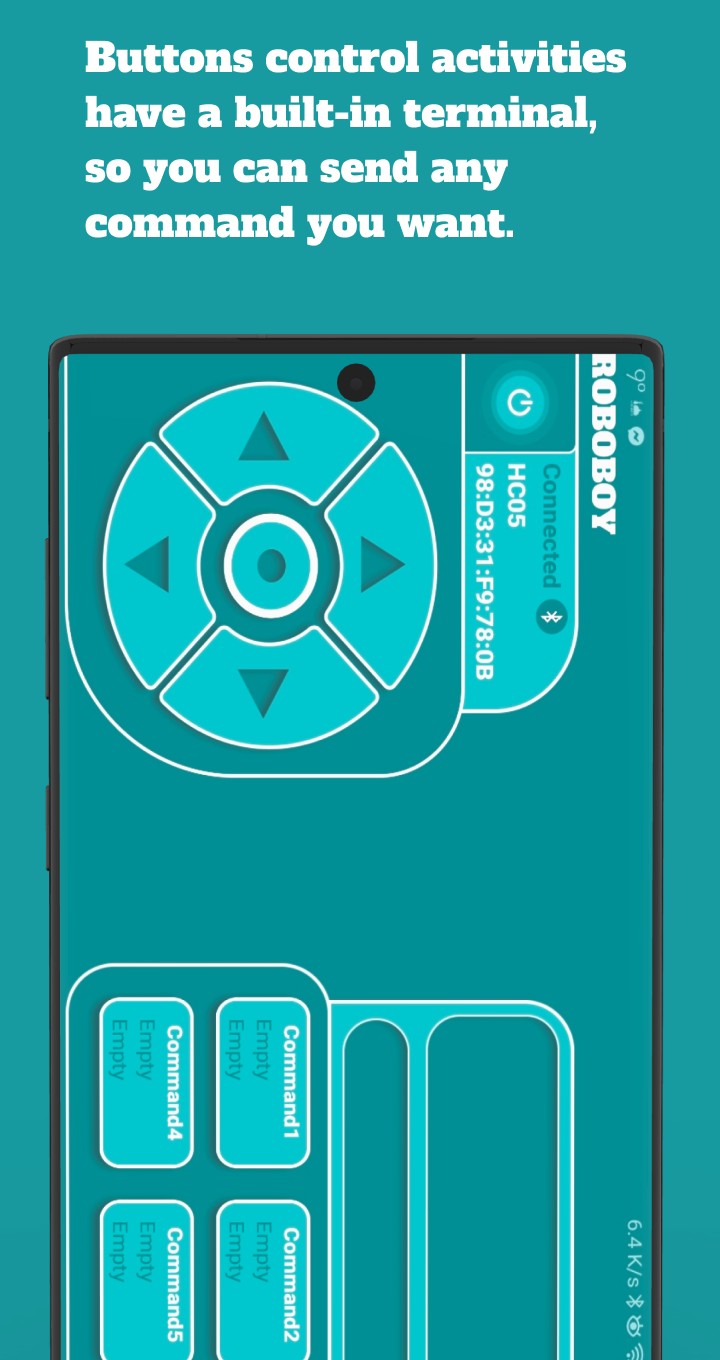 Buttons control activities
have a built-in terminal,
so you can send any
command you want.
9°
6.4 K/s
ROBOBOY
Connected
HC05
98:D3:31:F9:78:0B
Command1
Empty
Empty
Command2
Empty
Empty
Command4
Empty
Empty
Command5
Empty
Empty